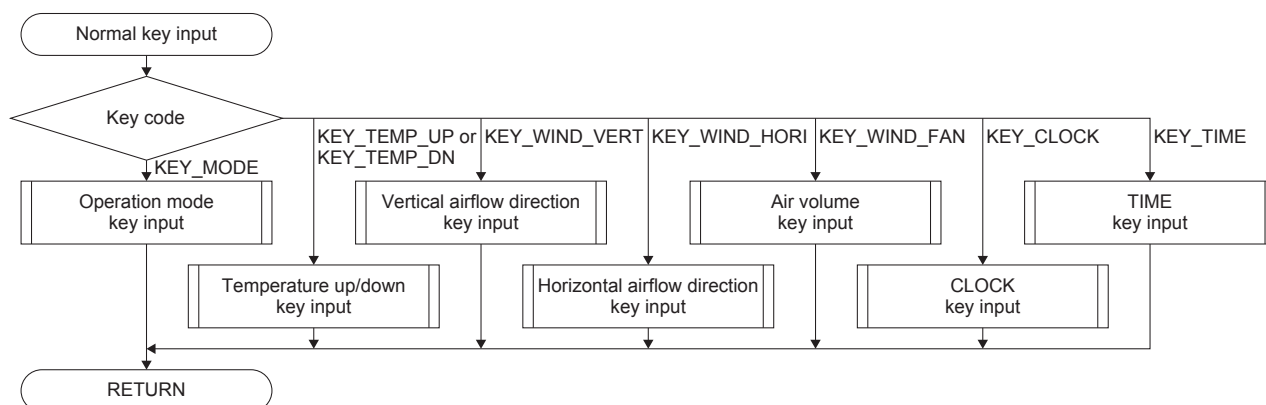 Normal key input
Key code
KEY_MODE
KEY_TEMP_UP or
KEY_TEMP_DN
KEY_WIND_VERT
KEY_WIND_HORI
KEY_WIND_FAN
KEY_CLOCK
KEY_TIME
Operation mode
key input
Vertical airflow direction
key input
Air volume
key input
TIME
key input
Temperature up/down
key input
Horizontal airflow direction
key input
CLOCK
key input
RETURN